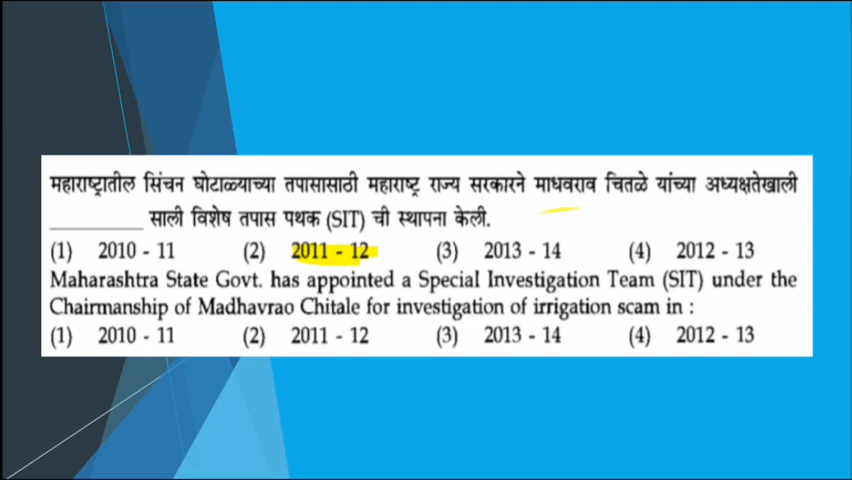 महाराष्ट्रातील सिंचन घोटाळ्याच्या तपासासाठी महाराष्ट्र राज्य सरकारने माधवराव चितळे यांच्या अध्यक्षतेखाली
__________ साली विशेष तपास पथक (SIT) ची स्थापना केली.
(1) 2010 - 11 (2) 2011 - 12 (3) 2013 - 14 (4) 2012 - 13
Maharashtra State Govt. has appointed a Special Investigation Team (SIT) under the
Chairmanship of Madhavrao Chitale for investigation of irrigation scam in :
(1) 2010 - 11 (2) 2011 - 12 (3) 2013 - 14 (4) 2012 - 13